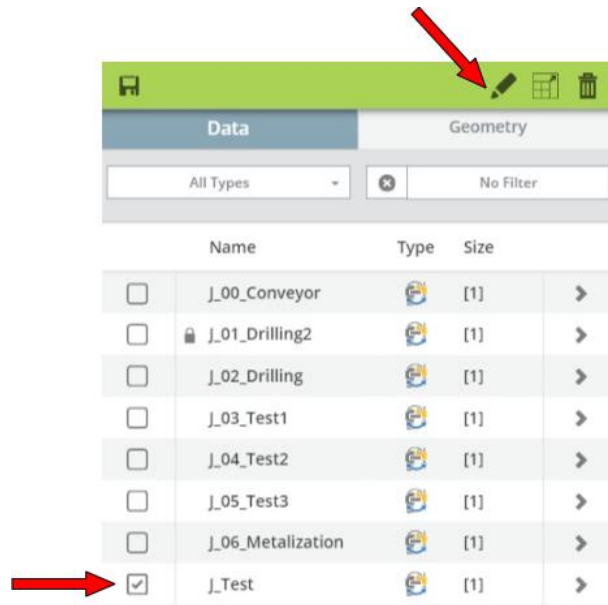 Data Geometry
All Types No Filter
Name Type Size
J_00_Conveyor [1]
J_01_Drilling2 [1]
J_02_Drilling [1]
J_03_Test1 [1]
J_04_Test2 [1]
J_05_Test3 [1]
J_06_Metalization [1]
J_Test [1]